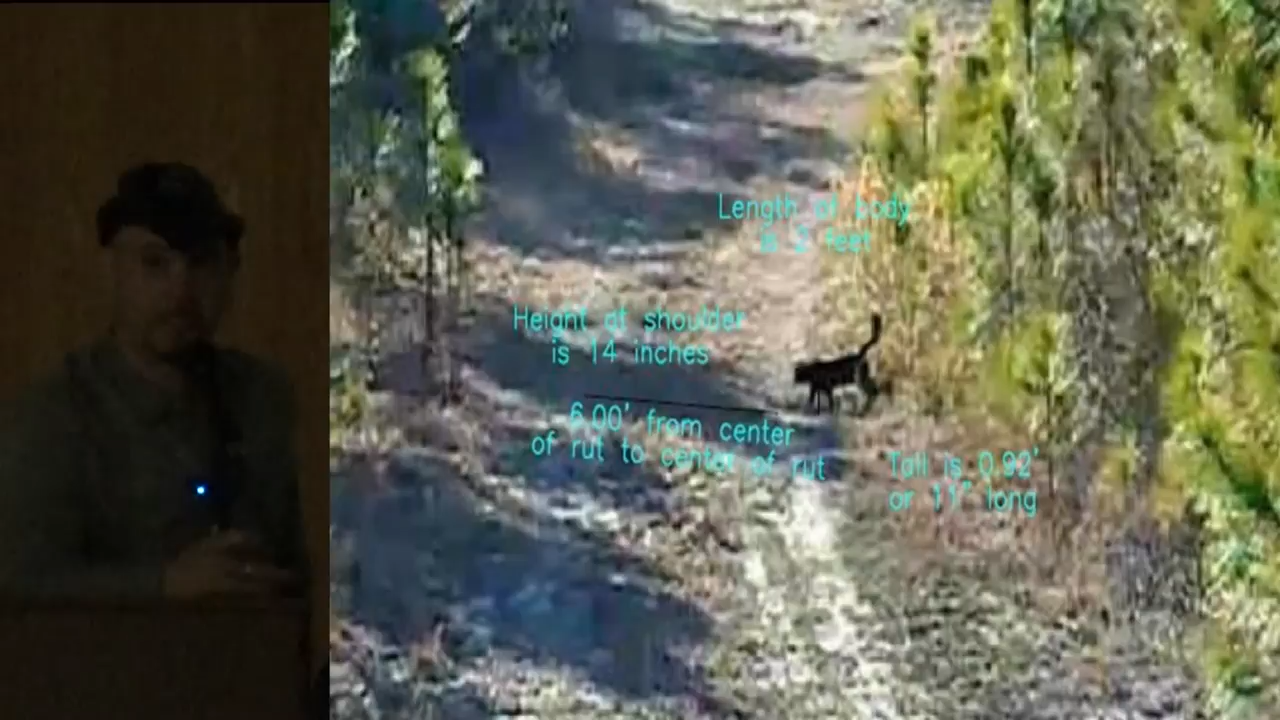 Length of body
is 2 feet
Height at shoulder
is 14 inches
6.00' from center
of rut to center of rut
Tail is 0.92'
or 11" long